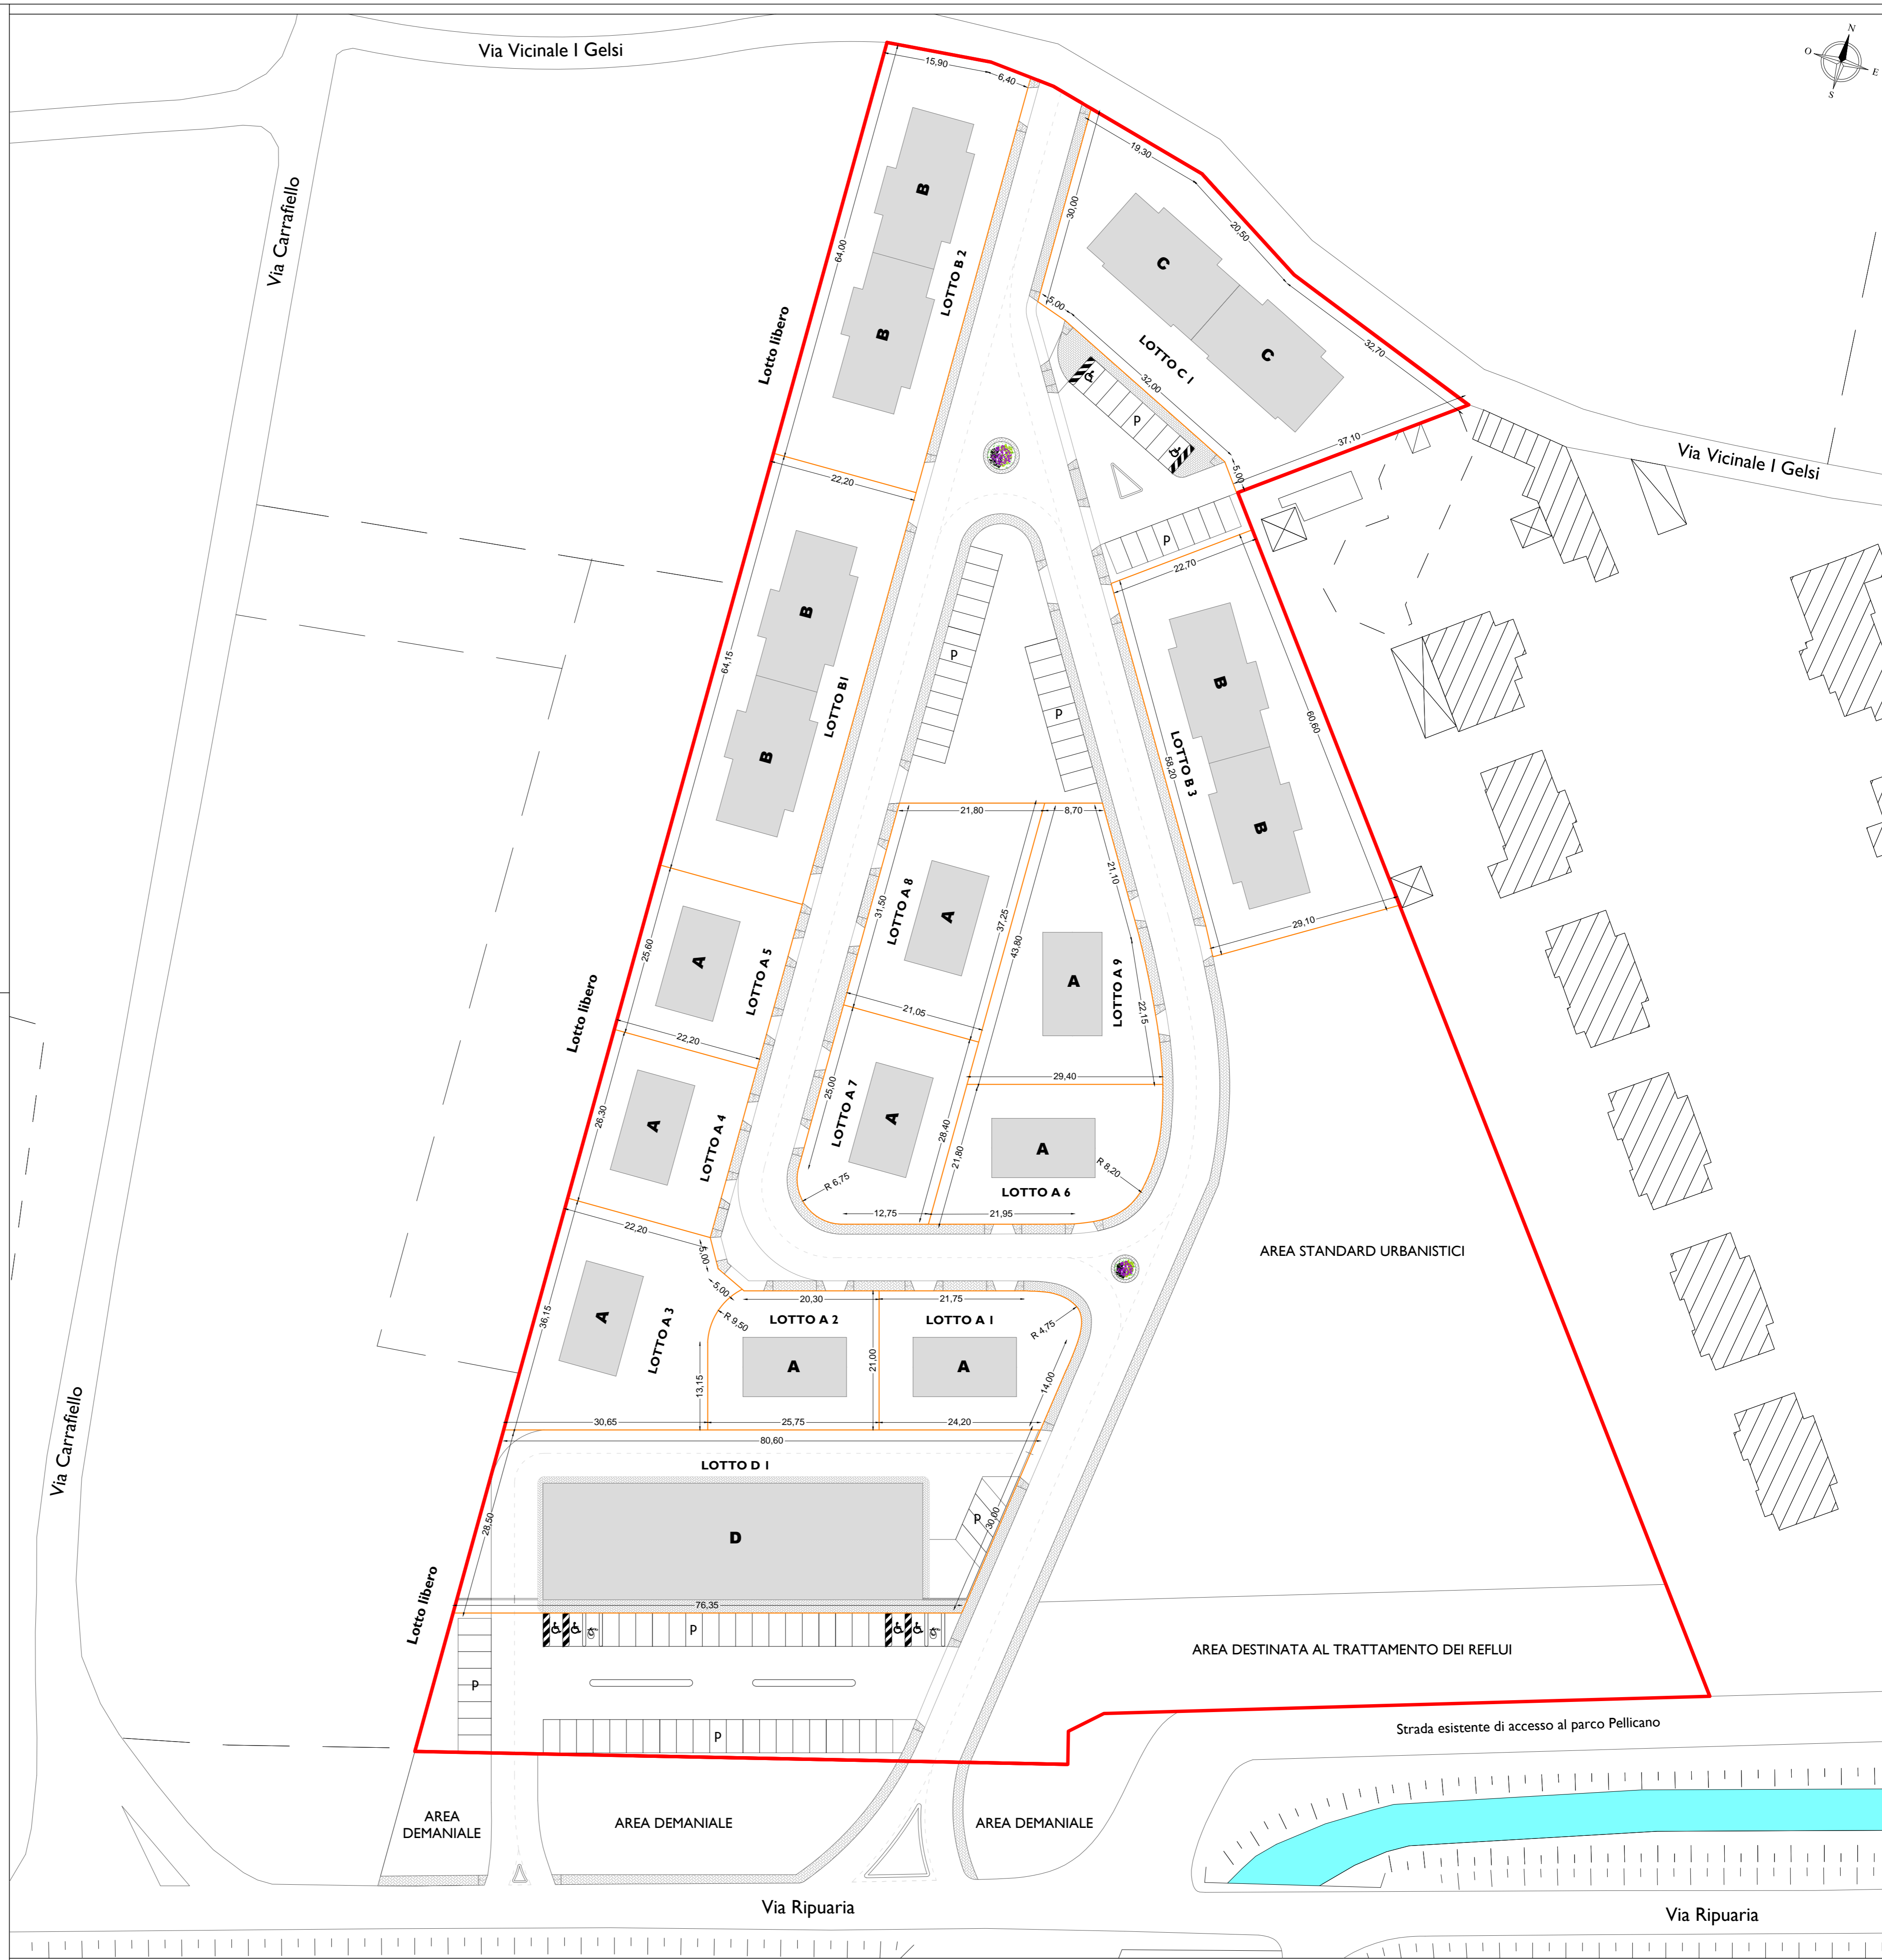 Via Vicinale I Gelsi
N
O
E
S
15,90
6,40
19,30
Via Carrafiello
B
30,00
20,50
64,00
LOTTO B 2
C
5,00
Lotto libero
B
LOTTO C 1
C
32,70
32,00
P
37,10
Via Vicinale I Gelsi
22,20
5,00
P
22,70
B
P
B
64,15
LOTTO B1
P
60,60
B
LOTTO B 3
58,20
21,80
8,70
B
21,10
31,50
LOTTO A 8
A
37,25
29,10
25,60
A
LOTTO A 5
43,80
A
LOTTO A 9
Lotto libero
21,05
22,15
22,20
29,40
26,30
A
LOTTO A 4
25,00
LOTTO A 7
A
28,40
21,80
A
R 8,20
R 6,75
LOTTO A 6
12,75
21,95
22,20
5,00
AREA STANDARD URBANISTICI
5,00
20,30
21,75
36,15
A
LOTTO A 3
R 9,50
LOTTO A 2
LOTTO A 1
R 4,75
21,00
A
A
13,15
14,00
30,65
25,75
24,20
80,60
Via Carrafiello
LOTTO D 1
28,50
D
P
30,00
Lotto libero
76,35
P
AREA DESTINATA AL TRATTAMENTO DEI REFLUI
P
P
Strada esistente di accesso al parco Pellicano
AREA
DEMANIALE
AREA DEMANIALE
AREA DEMANIALE
Via Ripuaria
Via Ripuaria